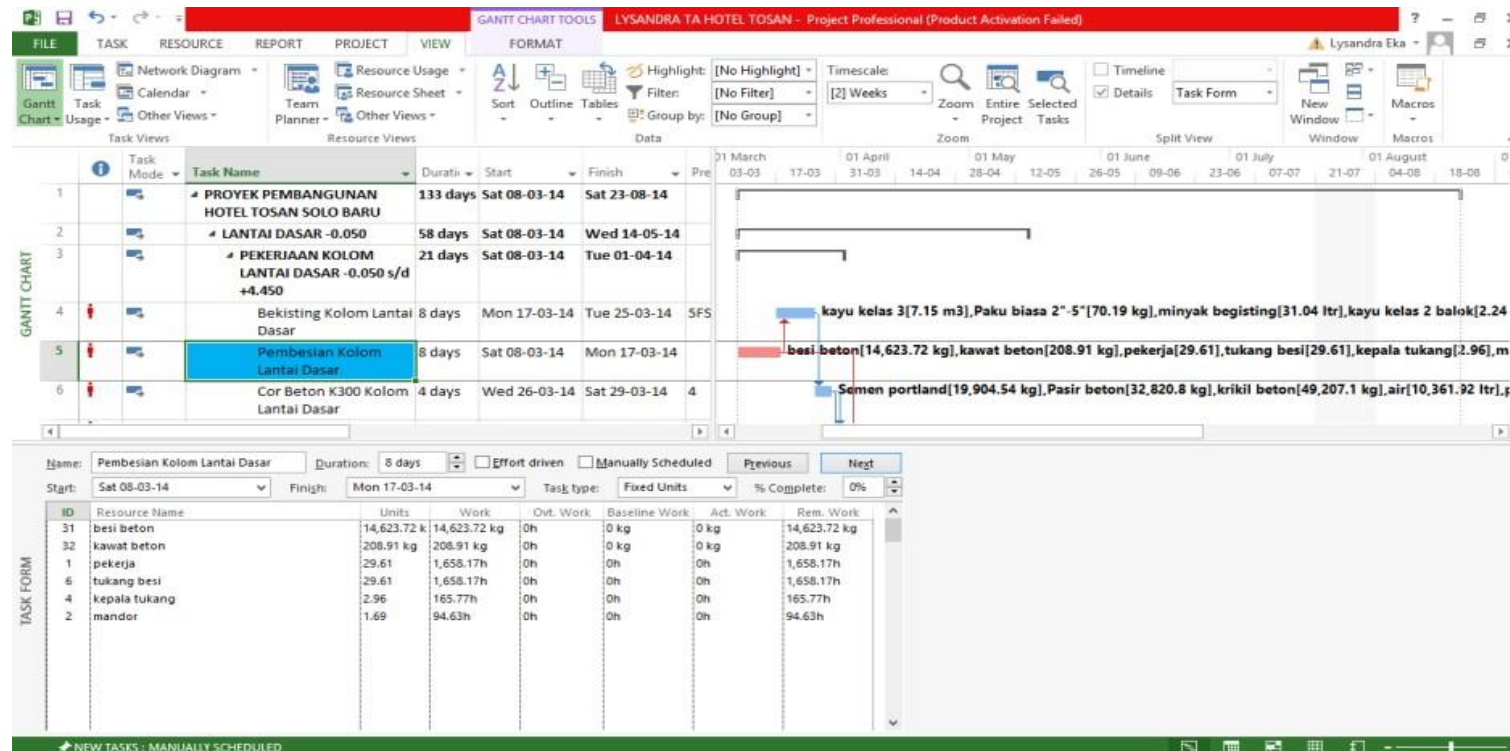 GANTT CHART TOOLS LYSANDRA TA HOTEL TOSAN - Project Professional (Product Activation Failed)
FILE TASK RESOURCE REPORT PROJECT VIEW FORMAT Lysandra Eka
Network Diagram Resource Usage Highlight: [No Highlight] Timescale: Timeline
Calendar Resource Sheet Filter: [No Filter] [2] Weeks Details Task Form
Gantt Chart Task Usage Other Views Team Planner Other Views Sort Outline Tables Group by: [No Group] Zoom Entire Project Selected Tasks New Window Macros
Task Views Resource Views Data Zoom Split View Window Macros
01 March 01 April 01 May 01 June 01 July 01 August
Task Mode Task Name Start Finish Pre 03-03 17-03 31-03 14-04 28-04 12-05 26-05 09-06 23-06 07-07 21-07 04-08 18-08
1 PROYEK PEMBANGUNAN 133 days Sat 08-03-14 Sat 23-08-14
HOTEL TOSAN SOLO BARU
2 LANTAI DASAR -0.050 58 days Sat 08-03-14 Wed 14-05-14
3 PEKERJAAN KOLOM 21 days Sat 08-03-14 Tue 01-04-14
LANTAI DASAR -0.050 s/d
+4.450
GANTT CHART
4 Bekisting Kolom Lantai 8 days Mon 17-03-14 Tue 25-03-14 5FS kayu kelas 3[7.15 m3],Paku biasa 2"-5"[70.19 kg],minyak begisting[31.04 ltr],kayu kelas 2 balok[2.24
Dasar
5 Pembesian Kolom 8 days Sat 08-03-14 Mon 17-03-14 besi beton[14,623.72 kg],kawat beton[208.91 kg],pekerja[29.61],tukang besi[29.61],kepala tukang[2.96],m
Lantai Dasar
6 Cor Beton K300 Kolom 4 days Wed 26-03-14 Sat 29-03-14 4 Semen portland[19,904.54 kg],Pasir beton[32,820.8 kg],krikil beton[49,207.1 kg],air[10,361.92 ltr],p
Lantai Dasar
Name: Pembesian Kolom Lantai Dasar Duration: 8 days Effort driven Manually Scheduled Previous Next
Start: Sat 08-03-14 Finish: Mon 17-03-14 Task type: Fixed Units % Complete: 0%
ID Resource Name Units Work Ovt. Work Baseline Work Act. Work Rem. Work
31 besi beton 14,623.72 k 14,623.72 kg 0h 0 kg 0 kg 14,623.72 kg
32 kawat beton 208.91 kg 208.91 kg 0h 0 kg 0 kg 208.91 kg
1 pekerja 29.61 1,658.17h 0h 0h 0h 1,658.17h
6 tukang besi 29.61 1,658.17h 0h 0h 0h 1,658.17h
4 kepala tukang 2.96 165.77h 0h 0h 0h 165.77h
2 mandor 1.69 94.63h 0h 0h 0h 94.63h
TASK FORM
NEW TASKS : MANUALLY SCHEDULED